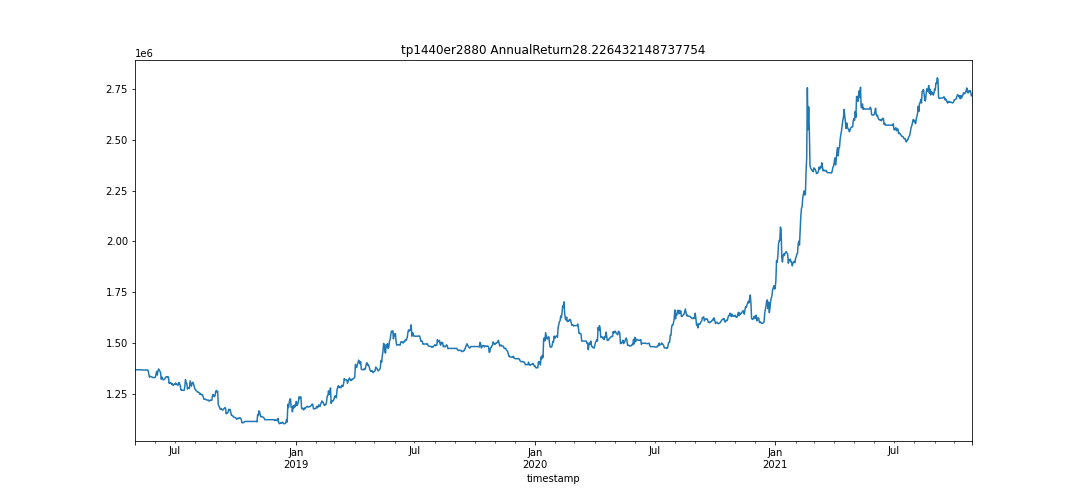 tp1440er2880 AnnualReturn28.226432148737754
1e6
2.75
2.50
2.25
2.00
1.75
1.50
1.25
Jul
Jan
2019
Jul
Jan
2020
Jul
Jan
2021
Jul
timestamp